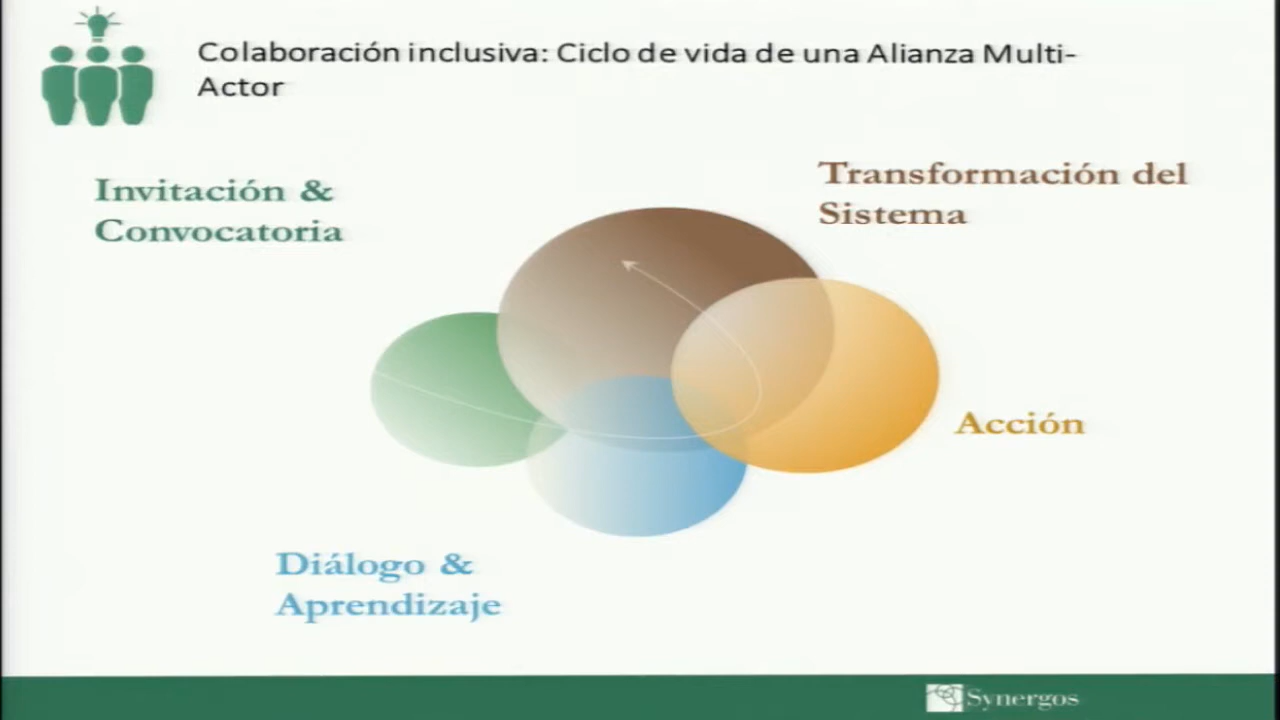 Colaboración inclusiva: Ciclo de vida de una Alianza Multi-
Actor
Invitación &
Convocatoria
Transformación del
Sistema
Acción
Diálogo &
Aprendizaje
Synergos